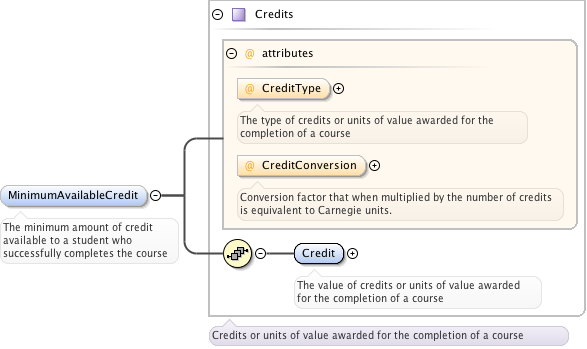 Credits
@ attributes
@ CreditType
The type of credits or units of value awarded for the
completion of a course
@ CreditConversion
Conversion factor that when multiplied by the number of credits
is equivalent to Carnegie units.
MinimumAvailableCredit
The minimum amount of credit
available to a student who
successfully completes the course
Credit
The value of credits or units of value awarded
for the completion of a course
Credits or units of value awarded for the completion of a course